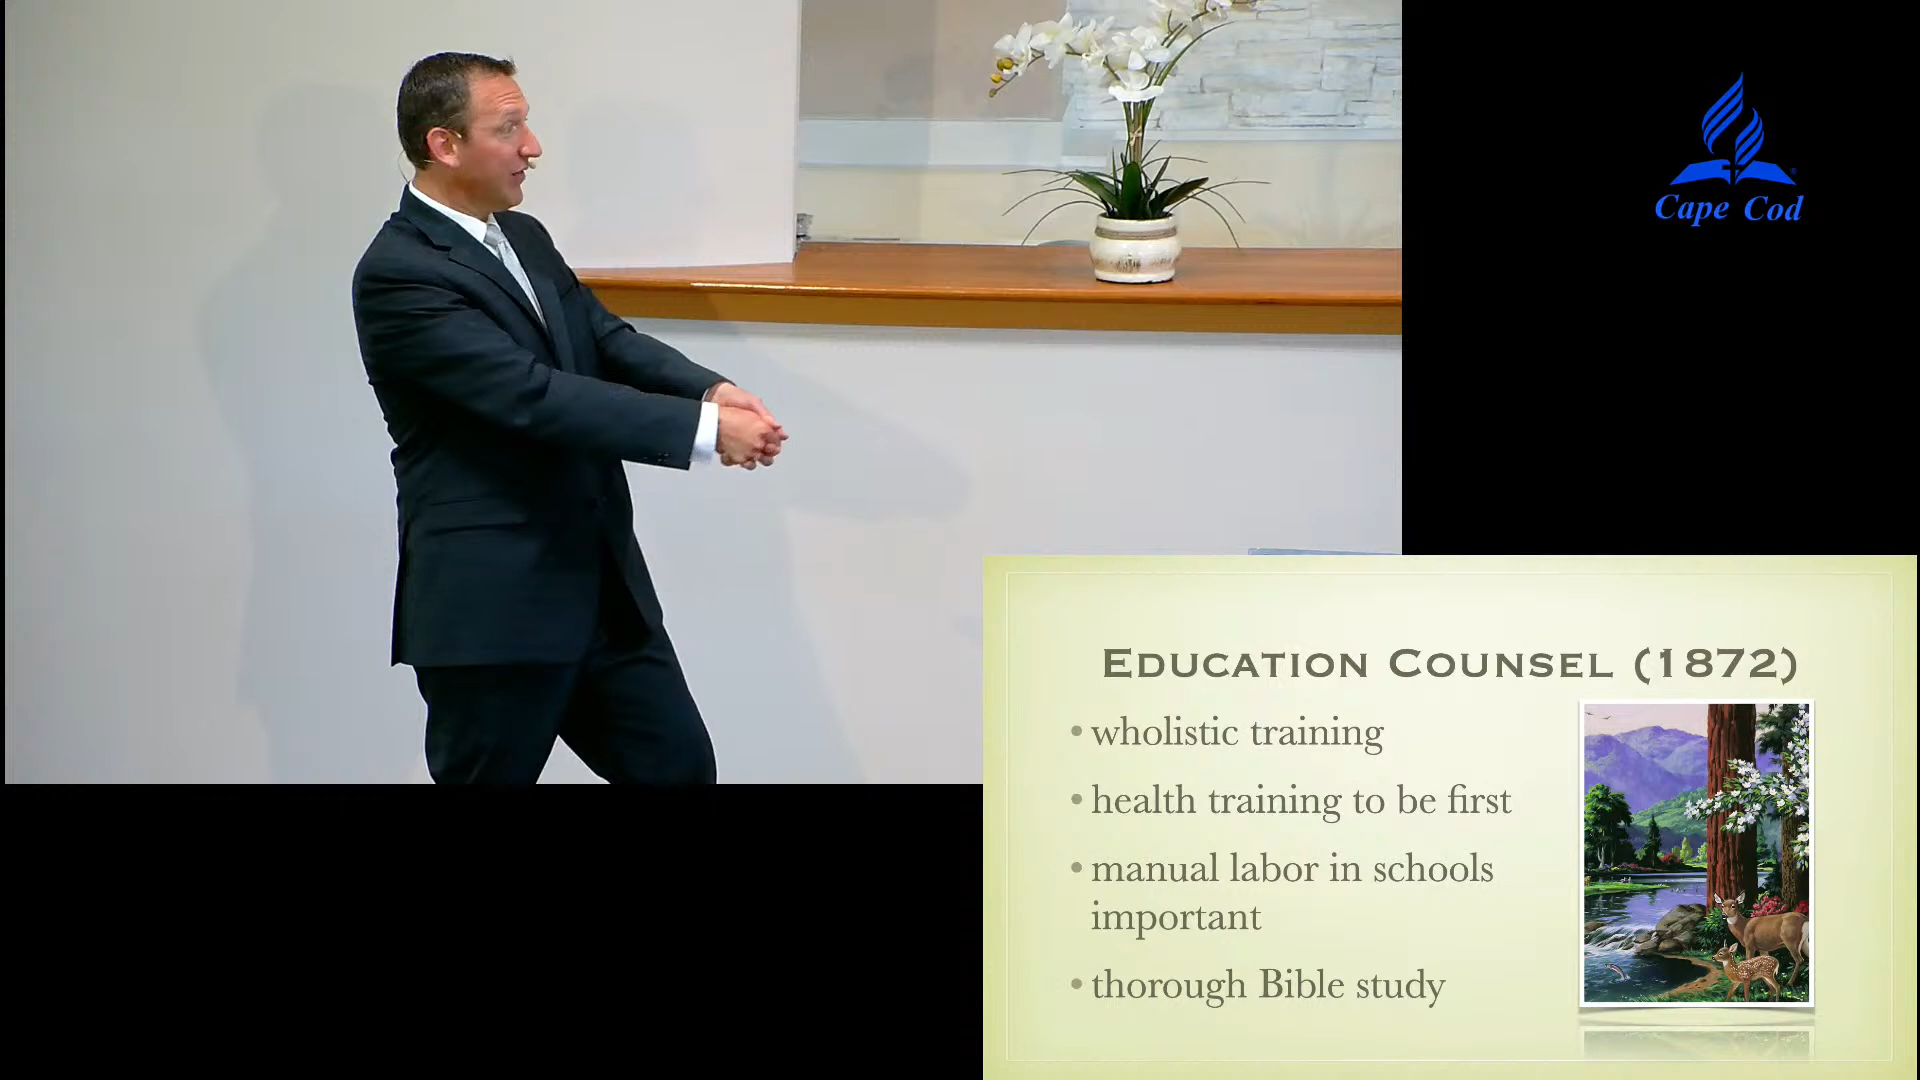 Cape Cod
Education Counsel (1872)
• wholistic training
• health training to be first
• manual labor in schools
important
• thorough Bible study